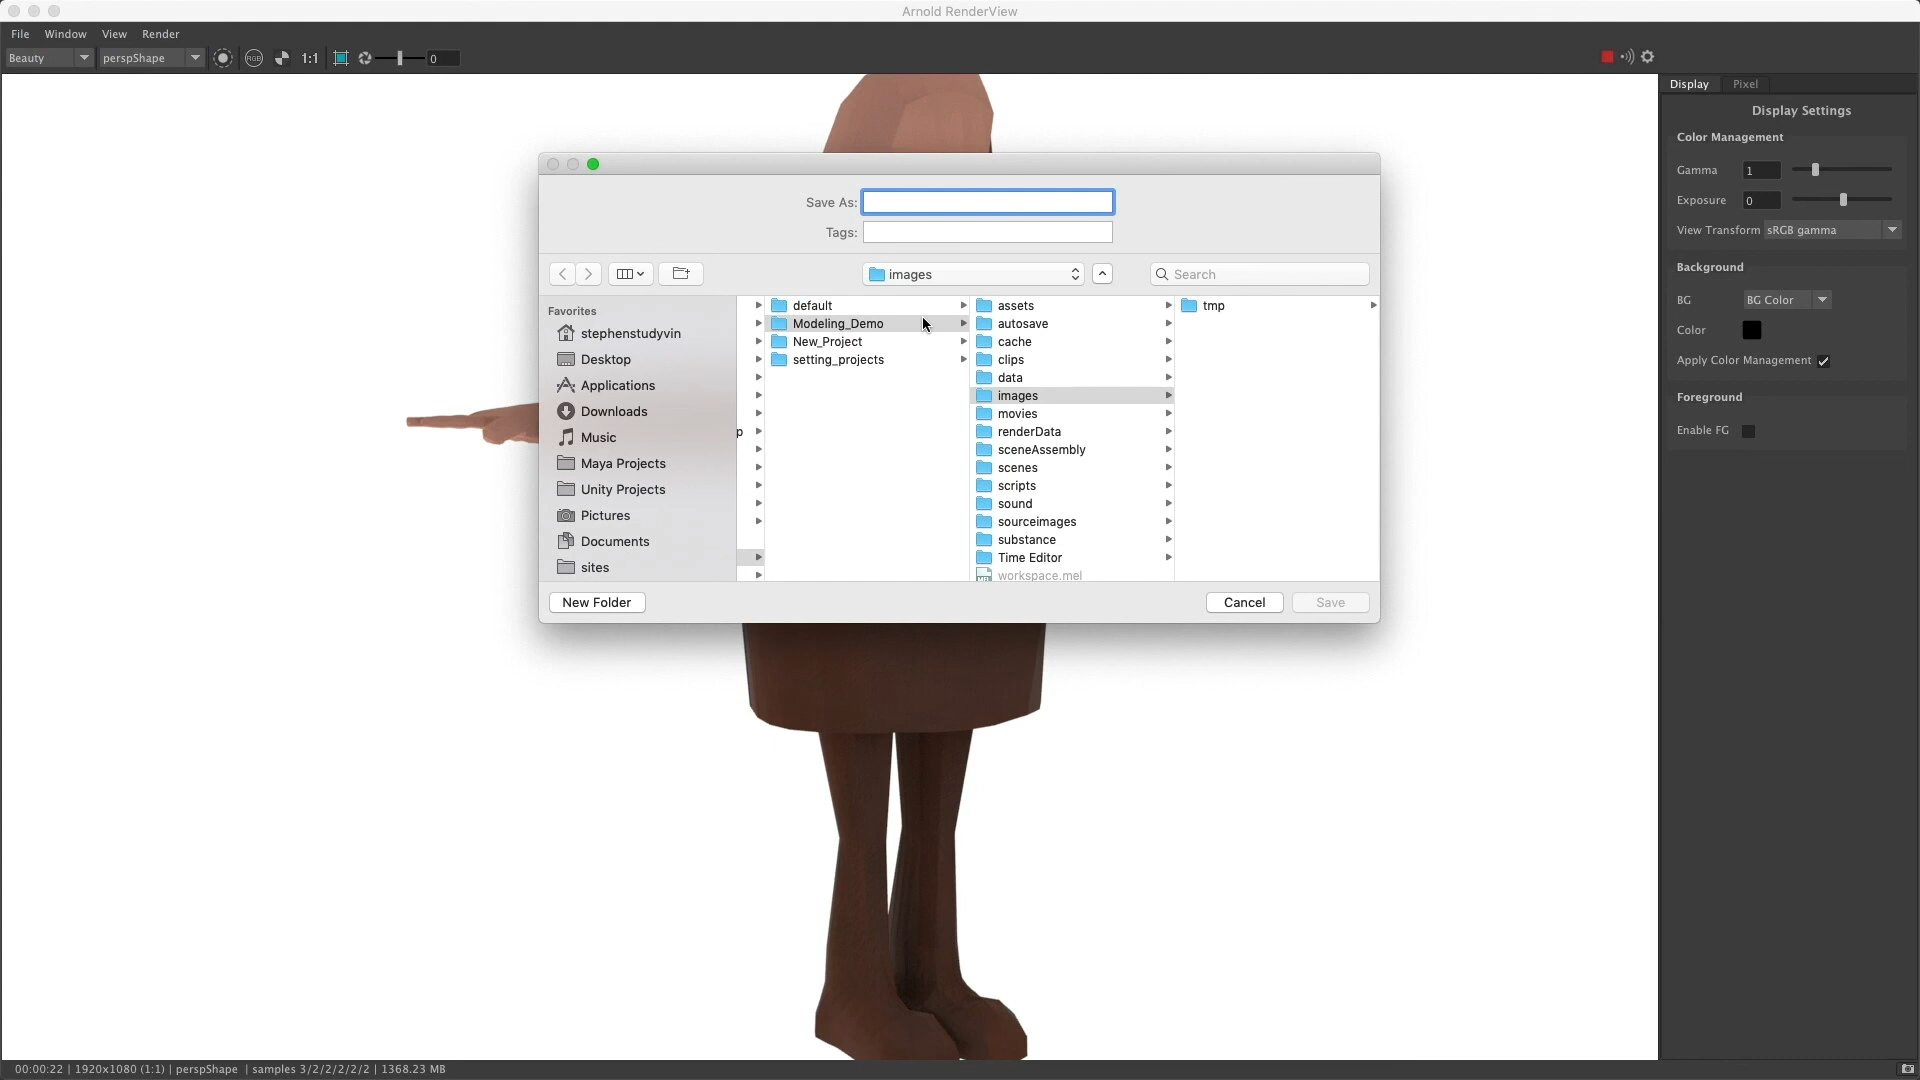 Arnold RenderView
File Window View Render
Beauty perspShape RGB 1:1 0
Display Pixel
Display Settings
Color Management
Gamma 1
Exposure 0
View Transform sRGB gamma
Background
BG BG Color
Color
Apply Color Management
Foreground
Enable FG
Save As:
Tags:
images
Search
Favorites
stephenstudyvin
Desktop
Applications
Downloads
Music
Maya Projects
Unity Projects
Pictures
Documents
sites
p
default
Modeling_Demo
New_Project
setting_projects
assets
autosave
cache
clips
data
images
movies
renderData
sceneAssembly
scenes
scripts
sound
sourceimages
substance
Time Editor
workspace.mel
tmp
New Folder
Cancel
Save
00:00:22 | 1920x1080 (1:1) | perspShape | samples 3/2/2/2/2/2 | 1368.23 MB